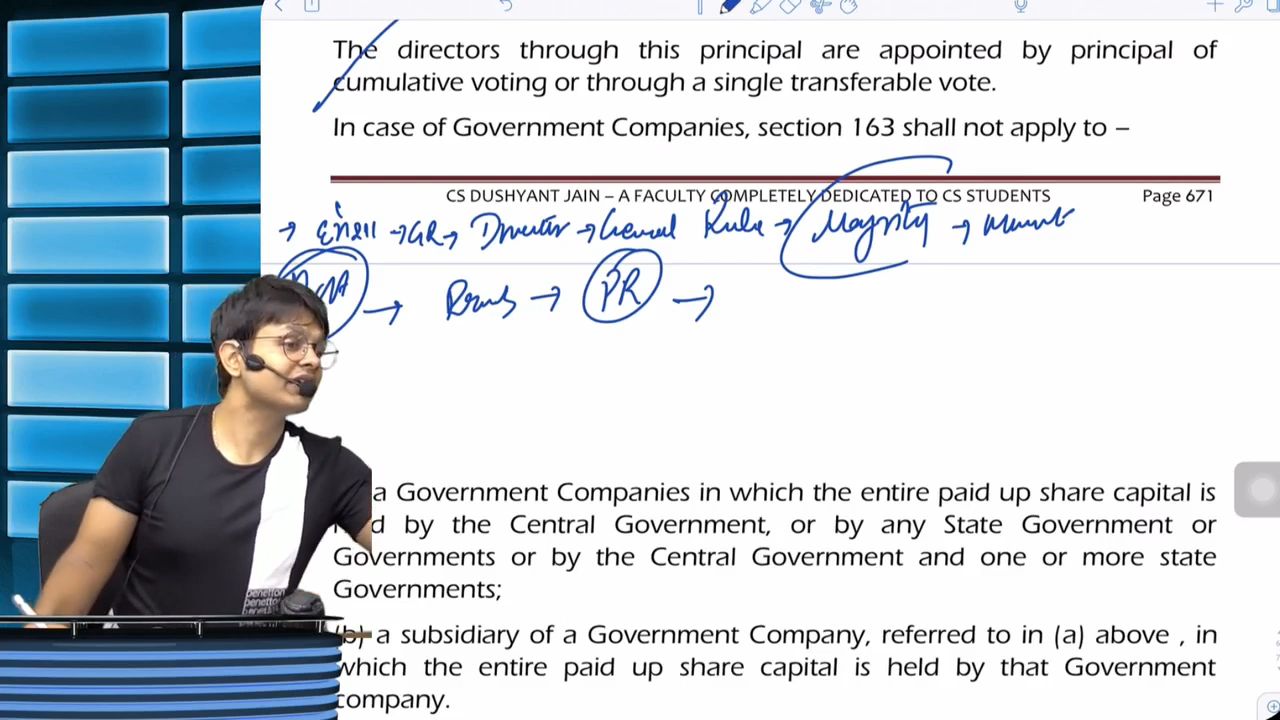 The directors through this principal are appointed by principal of
cumulative voting or through a single transferable vote.
In case of Government Companies, section 163 shall not apply to –
CS DUSHYANT JAIN – A FACULTY COMPLETELY DEDICATED TO CS STUDENTS Page 671
→ →GR→ Director →General Rule → Majority →
→ → PR →
a Government Companies in which the entire paid up share capital is
d by the Central Government, or by any State Government or
Governments or by the Central Government and one or more state
Governments;
(b) a subsidiary of a Government Company, referred to in (a) above , in
which the entire paid up share capital is held by that Government
company.
benetton
benetton